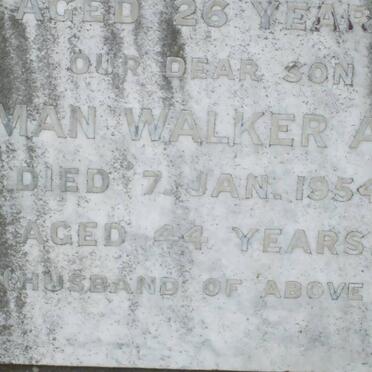 AGED 26 YEARS
OUR DEAR SON
MAN WALKER A
DIED 7. JAN. 1954
AGED 44 YEARS
HUSBAND OF ABOVE